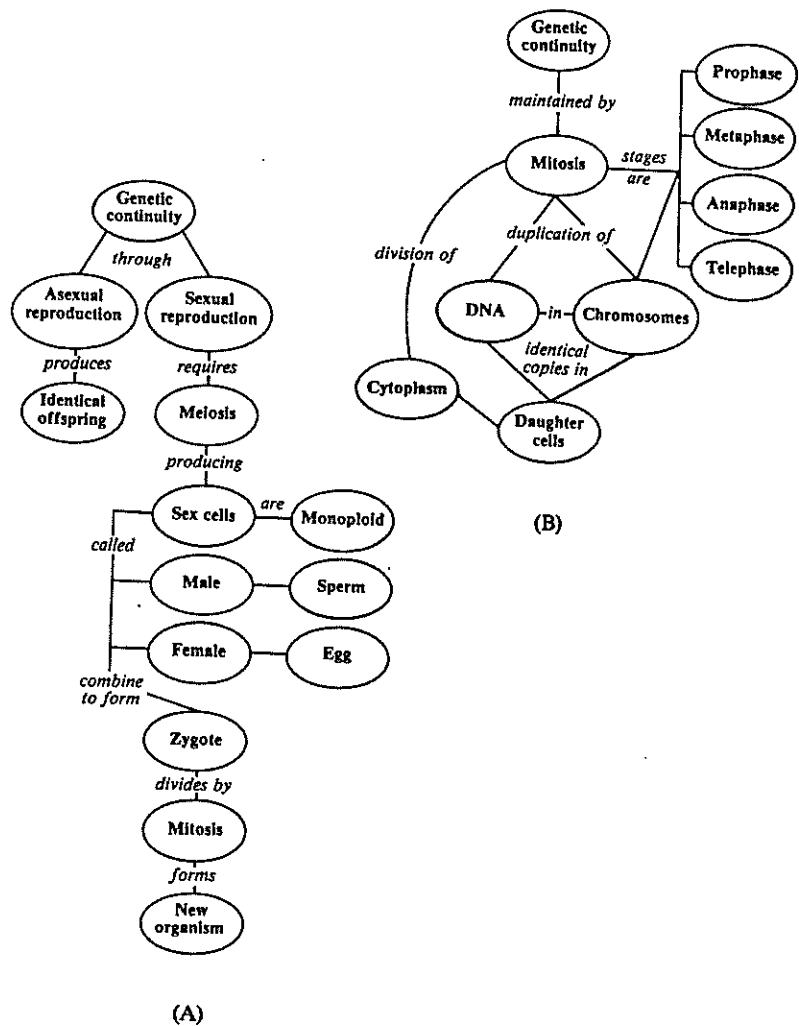 Genetic
continuity
through
Asexual
reproduction
Sexual
reproduction
produces
requires
Identical
offspring
Meiosis
producing
Sex cells
are
Monoploid
called
Male
Sperm
Female
Egg
combine
to form
Zygote
divides by
Mitosis
forms
New
organism
(A)
Genetic
continuity
maintained by
Mitosis
stages
are
Prophase
Metaphase
Anaphase
Telephase
division of
duplication of
DNA
in
Chromosomes
identical
copies in
Cytoplasm
Daughter
cells
(B)